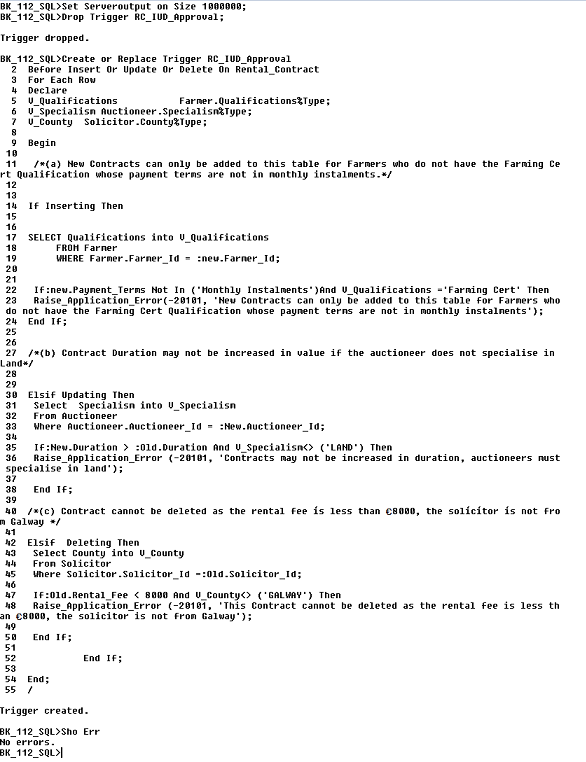 BK_112_SQL>Set Serveroutput on Size 1000000;
BK_112_SQL>Drop Trigger RC_IUD_Approval;
Trigger dropped.
BK_112_SQL>Create or Replace Trigger RC_IUD_Approval
2 Before Insert Or Update Or Delete On Rental_Contract
3 For Each Row
4 Declare
5 V_Qualifications Farmer.Qualifications%Type;
6 V_Specialism Auctioneer.Specialism%Type;
7 V_County Solicitor.County%Type;
8
9 Begin
10
11 /*(a) New Contracts can only be added to this table for Farmers who do not have the Farming Ce
rt Qualification whose payment terms are not in monthly instalments.*/
12
13
14 If Inserting Then
15
16
17 SELECT Qualifications into V_Qualifications
18 FROM Farmer
19 WHERE Farmer.Farmer_Id = :new.Farmer_Id;
20
21
22 If:new.Payment_Terms Not In ('Monthly Instalments')And V_Qualifications ='Farming Cert' Then
23 Raise_Application_Error(-20101, 'New Contracts can only be added to this table for Farmers who
do not have the Farming Cert Qualification whose payment terms are not in monthly instalments');
24 End If;
25
26
27 /*(b) Contract Duration may not be increased in value if the auctioneer does not specialise in
Land*/
28
29
30 Elsif Updating Then
31 Select Specialism into V_Specialism
32 From Auctioneer
33 Where Auctioneer.Auctioneer_Id = :New.Auctioneer_Id;
34
35 If:New.Duration > :Old.Duration And V_Specialism<> ('LAND') Then
36 Raise_Application_Error (-20101, 'Contracts may not be increased in duration, auctioneers must
specialise in land');
37
38 End If;
39
40 /*(c) Contract cannot be deleted as the rental fee is less than €8000, the solicitor is not fro
m Galway */
41
42 Elsif Deleting Then
43 Select County into V_County
44 From Solicitor
45 Where Solicitor.Solicitor_Id =:Old.Solicitor_Id;
46
47 If:Old.Rental_Fee < 8000 And V_County<> ('GALWAY') Then
48 Raise_Application_Error (-20101, 'This Contract cannot be deleted as the rental fee is less th
an €8000, the solicitor is not from Galway');
49
50 End If;
51
52 End If;
53
54 End;
55 /
Trigger created.
BK_112_SQL>Sho Err
No errors.
BK_112_SQL>